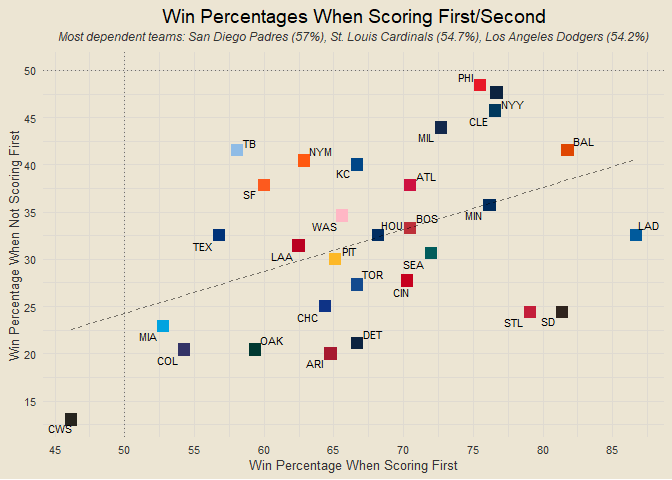 Win Percentages When Scoring First/Second
Most dependent teams: San Diego Padres (57%), St. Louis Cardinals (54.7%), Los Angeles Dodgers (54.2%)
Win Percentage When Not Scoring First
50
45
40
35
30
25
20
15
PHI
NYY
CLE
MIL
BAL
TB
NYM
KC
ATL
SF
MIN
WAS
HOU
BOS
LAD
TEX
LAA
PIT
SEA
TOR
CIN
CHC
STL
SD
MIA
OAK
DET
COL
ARI
CWS
45
50
55
60
65
70
75
80
85
Win Percentage When Scoring First